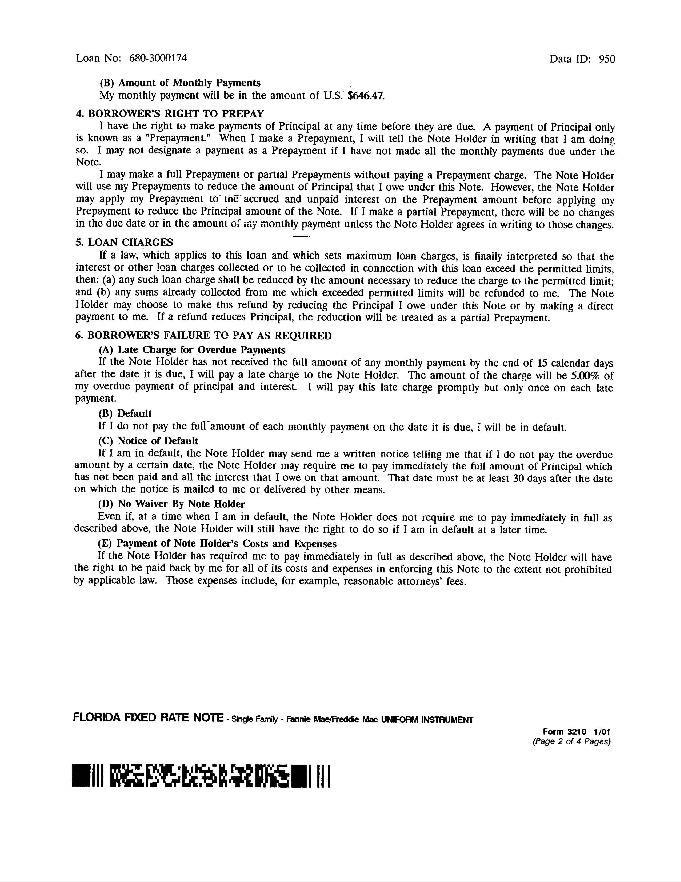 Loan No: 680-3000174 Data ID: 950
(B) Amount of Monthly Payments
My monthly payment will be in the amount of U.S. $646.47.
4. BORROWER'S RIGHT TO PREPAY
I have the right to make payments of Principal at any time before they are due. A payment of Principal only
is known as a "Prepayment." When I make a Prepayment, I will tell the Note Holder in writing that I am doing
so. I may not designate a payment as a Prepayment if I have not made all the monthly payments due under the
Note.
I may make a full Prepayment or partial Prepayments without paying a Prepayment charge. The Note Holder
will use my Prepayments to reduce the amount of Principal that I owe under this Note. However, the Note Holder
may apply my Prepayment to the accrued and unpaid interest on the Prepayment amount before applying my
Prepayment to reduce the Principal amount of the Note. If I make a partial Prepayment, there will be no changes
in the due date or in the amount of my monthly payment unless the Note Holder agrees in writing to those changes.
5. LOAN CHARGES
If a law, which applies to this loan and which sets maximum loan charges, is finally interpreted so that the
interest or other loan charges collected or to be collected in connection with this loan exceed the permitted limits,
then: (a) any such loan charge shall be reduced by the amount necessary to reduce the charge to the permitted limit;
and (b) any sums already collected from me which exceeded permitted limits will be refunded to me. The Note
Holder may choose to make this refund by reducing the Principal I owe under this Note or by making a direct
payment to me. If a refund reduces Principal, the reduction will be treated as a partial Prepayment.
6. BORROWER'S FAILURE TO PAY AS REQUIRED
(A) Late Charge for Overdue Payments
If the Note Holder has not received the full amount of any monthly payment by the end of 15 calendar days
after the date it is due, I will pay a late charge to the Note Holder. The amount of the charge will be 5.00% of
my overdue payment of principal and interest. I will pay this late charge promptly but only once on each late
payment.
(B) Default
If I do not pay the full amount of each monthly payment on the date it is due, I will be in default.
(C) Notice of Default
If I am in default, the Note Holder may send me a written notice telling me that if I do not pay the overdue
amount by a certain date, the Note Holder may require me to pay immediately the full amount of Principal which
has not been paid and all the interest that I owe on that amount. That date must be at least 30 days after the date
on which the notice is mailed to me or delivered by other means.
(D) No Waiver By Note Holder
Even if, at a time when I am in default, the Note Holder does not require me to pay immediately in full as
described above, the Note Holder will still have the right to do so if I am in default at a later time.
(E) Payment of Note Holder's Costs and Expenses
If the Note Holder has required me to pay immediately in full as described above, the Note Holder will have
the right to be paid back by me for all of its costs and expenses in enforcing this Note to the extent not prohibited
by applicable law. Those expenses include, for example, reasonable attorneys' fees.
FLORIDA FIXED RATE NOTE - Single Family - Fannie Mae/Freddie Mac UNIFORM INSTRUMENT
Form 3210 1/01
(Page 2 of 4 Pages)